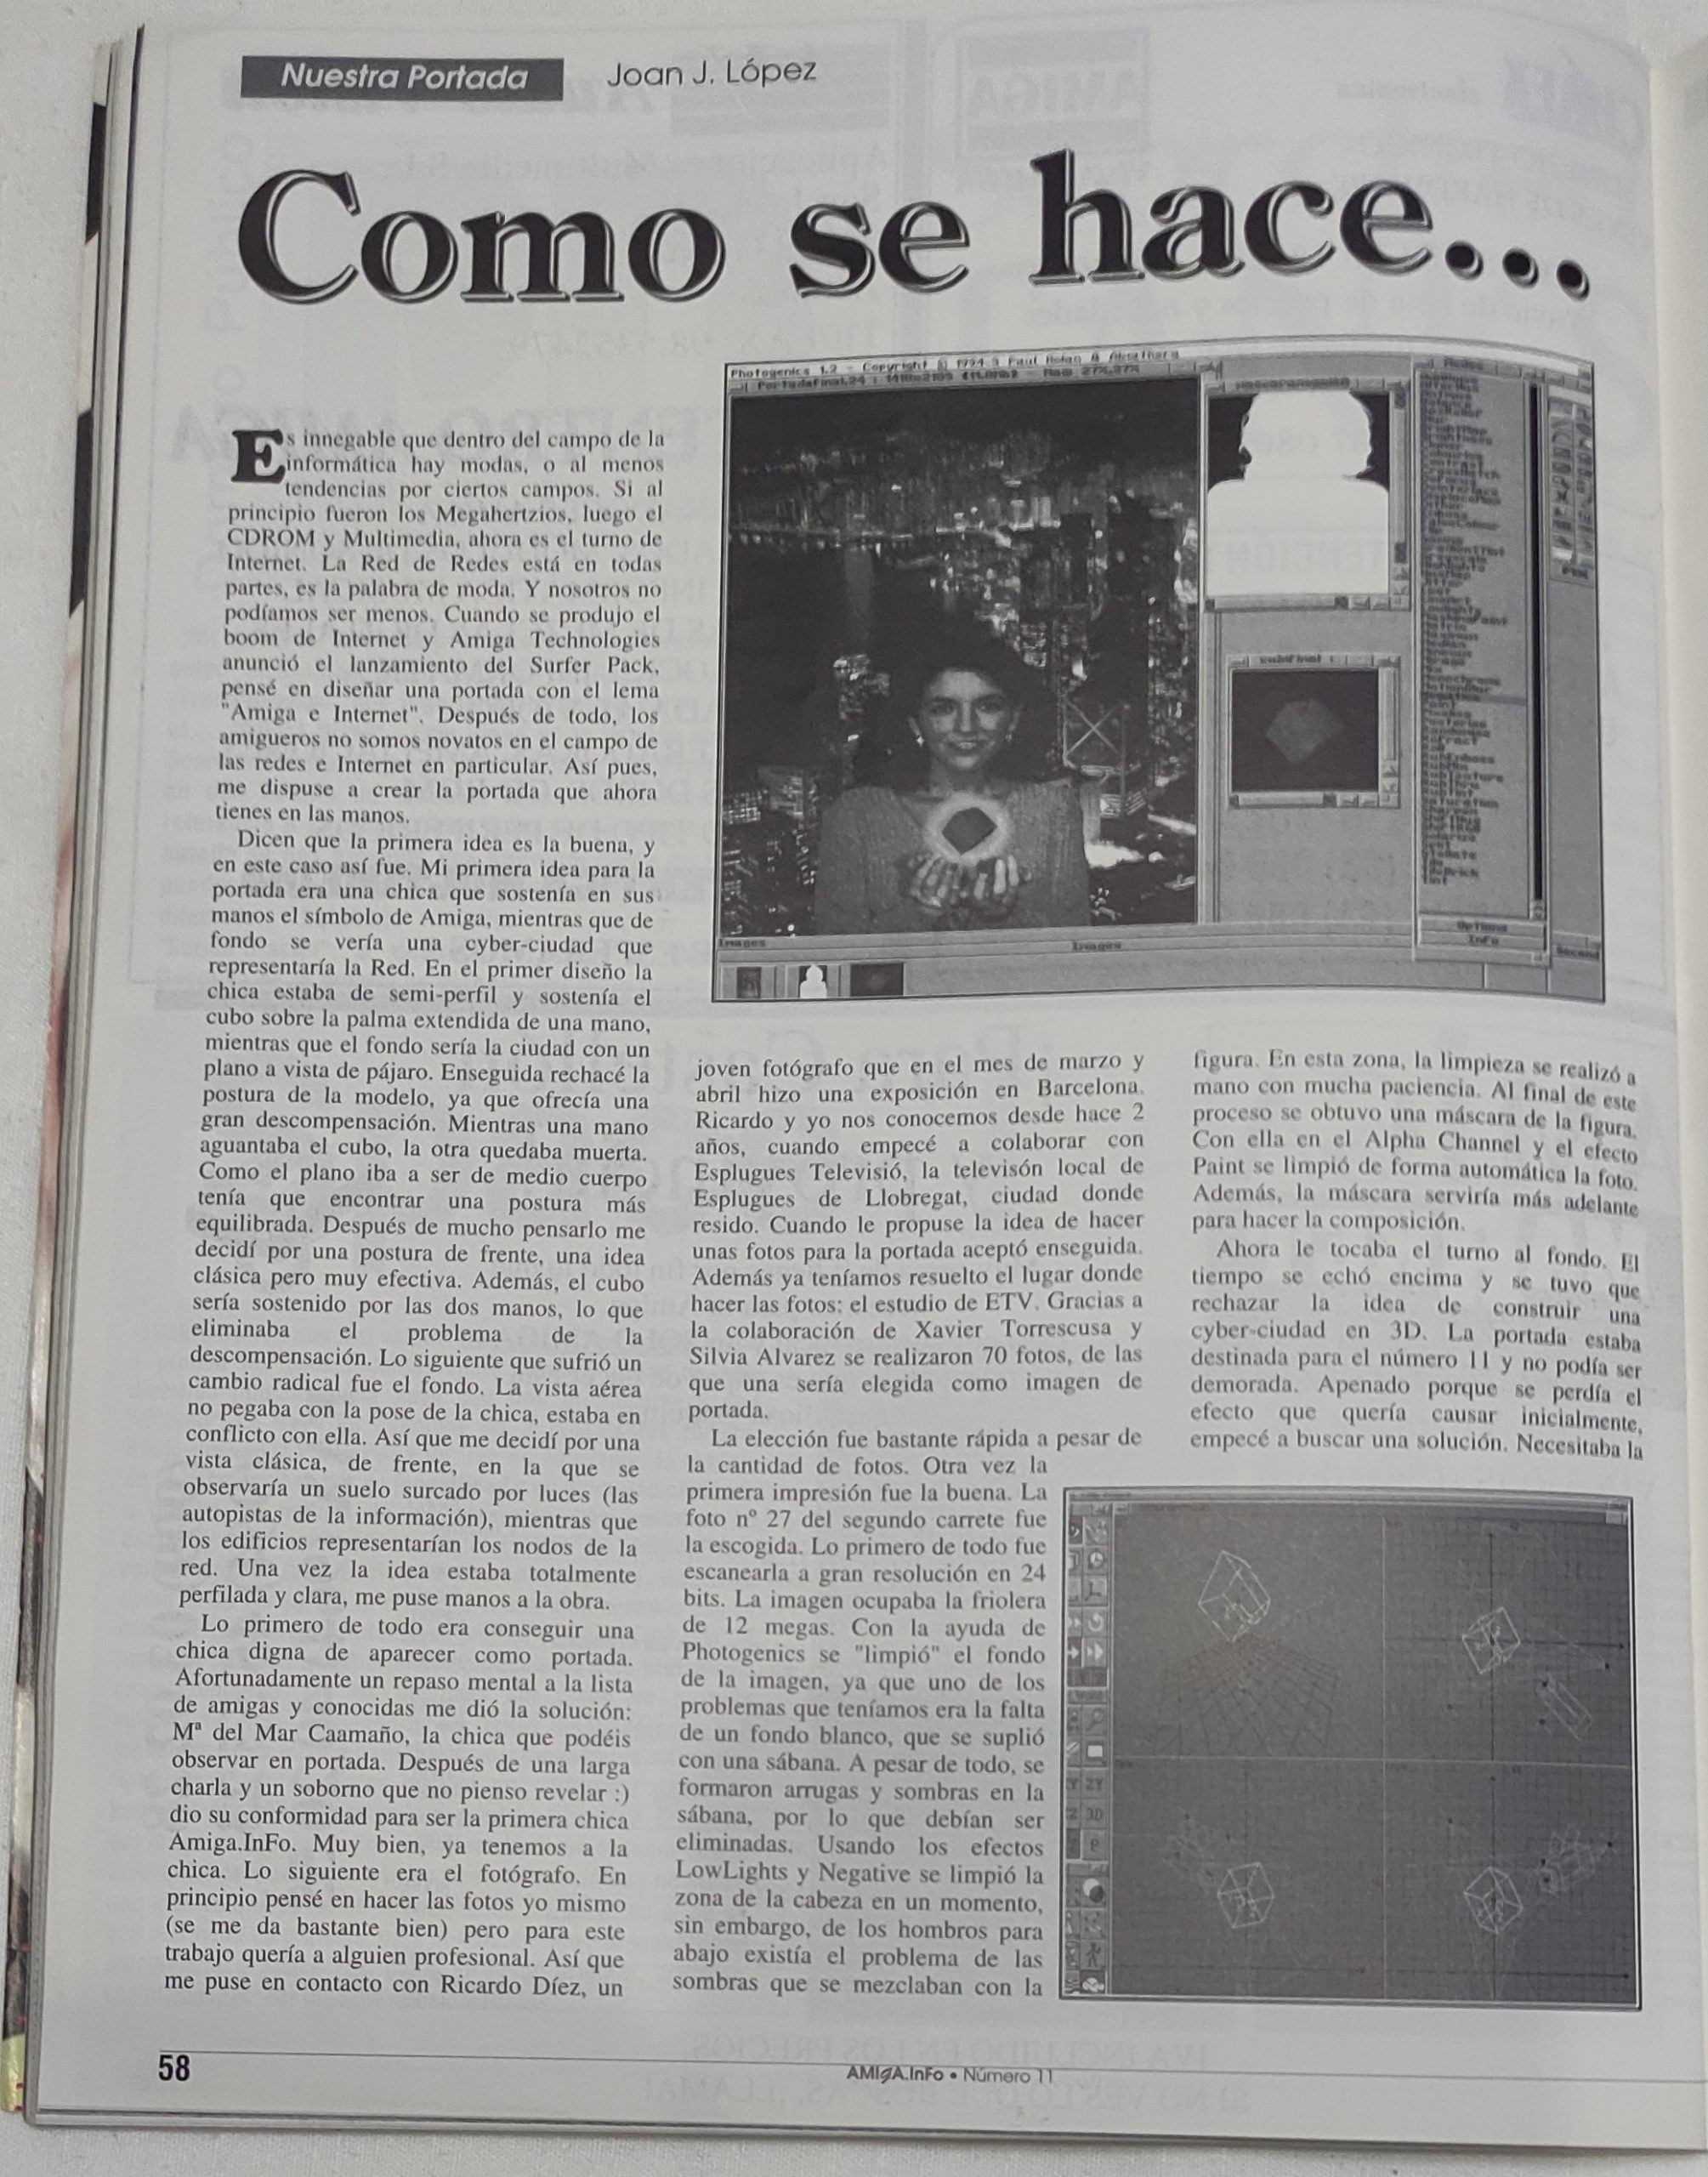 Nuestra Portada
Joan J. López
Como se hace...
Es innegable que dentro del campo de la
informática hay modas, o al menos
tendencias por ciertos campos. Si al
principio fueron los Megahertzios, luego el
CDROM y Multimedia, ahora es el turno de
Internet. La Red de Redes está en todas
partes, es la palabra de moda. Y nosotros no
podíamos ser menos. Cuando se produjo el
boom de Internet y Amiga Technologies
anunció el lanzamiento del Surfer Pack,
pensé en diseñar una portada con el lema
"Amiga e Internet". Después de todo, los
amigueros no somos novatos en el campo de
las redes e Internet en particular. Así pues,
me dispuse a crear la portada que ahora
tienes en las manos.
Dicen que la primera idea es la buena, y
en este caso así fue. Mi primera idea para la
portada era una chica que sostenía en sus
manos el símbolo de Amiga, mientras que de
fondo se vería una cyber-ciudad que
representaría la Red. En el primer diseño la
chica estaba de semi-perfil y sostenía el
cubo sobre la palma extendida de una mano,
mientras que el fondo sería la ciudad con un
plano a vista de pájaro. Enseguida rechacé la
postura de la modelo, ya que ofrecía una
gran descompensación. Mientras una mano
aguantaba el cubo, la otra quedaba muerta.
Como el plano iba a ser de medio cuerpo
tenía que encontrar una postura más
equilibrada. Después de mucho pensarlo me
decidí por una postura de frente, una idea
clásica pero muy efectiva. Además, el cubo
sería sostenido por las dos manos, lo que
eliminaba el problema de la
descompensación. Lo siguiente que sufrió un
cambio radical fue el fondo. La vista aérea
no pegaba con la pose de la chica, estaba en
conflicto con ella. Así que me decidí por una
vista clásica, de frente, en la que se
observaría un suelo surcado por luces (las
autopistas de la información), mientras que
los edificios representarían los nodos de la
red. Una vez la idea estaba totalmente
perfilada y clara, me puse manos a la obra.
Lo primero de todo era conseguir una
chica digna de aparecer como portada.
Afortunadamente un repaso mental a la lista
de amigas y conocidas me dió la solución:
Mª del Mar Caamaño, la chica que podéis
observar en portada. Después de una larga
charla y un soborno que no pienso revelar :)
dio su conformidad para ser la primera chica
Amiga.InFo. Muy bien, ya tenemos a la
chica. Lo siguiente era el fotógrafo. En
principio pensé en hacer las fotos yo mismo
(se me da bastante bien) pero para este
trabajo quería a alguien profesional. Así que
me puse en contacto con Ricardo Díez, un
Photogenics 1.2 - Copyright © 1994-5 Paul Nolan & Almathera
PortadaFinal.24
Images
Images
Options
Info
joven fotógrafo que en el mes de marzo y
abril hizo una exposición en Barcelona.
Ricardo y yo nos conocemos desde hace 2
años, cuando empecé a colaborar con
Esplugues Televisió, la televisón local de
Esplugues de Llobregat, ciudad donde
resido. Cuando le propuse la idea de hacer
unas fotos para la portada aceptó enseguida.
Además ya teníamos resuelto el lugar donde
hacer las fotos: el estudio de ETV. Gracias a
la colaboración de Xavier Torrescusa y
Silvia Alvarez se realizaron 70 fotos, de las
que una sería elegida como imagen de
portada.
La elección fue bastante rápida a pesar de
la cantidad de fotos. Otra vez la
primera impresión fue la buena. La
foto nº 27 del segundo carrete fue
la escogida. Lo primero de todo fue
escanearla a gran resolución en 24
bits. La imagen ocupaba la friolera
de 12 megas. Con la ayuda de
Photogenics se "limpió" el fondo
de la imagen, ya que uno de los
problemas que teníamos era la falta
de un fondo blanco, que se suplió
con una sábana. A pesar de todo, se
formaron arrugas y sombras en la
sábana, por lo que debían ser
eliminadas. Usando los efectos
LowLights y Negative se limpió la
zona de la cabeza en un momento,
sin embargo, de los hombros para
abajo existía el problema de las
sombras que se mezclaban con la
figura. En esta zona, la limpieza se realizó a
mano con mucha paciencia. Al final de este
proceso se obtuvo una máscara de la figura.
Con ella en el Alpha Channel y el efecto
Paint se limpió de forma automática la foto.
Además, la máscara serviría más adelante
para hacer la composición.
Ahora le tocaba el turno al fondo. El
tiempo se echó encima y se tuvo que
rechazar la idea de construir una
cyber-ciudad en 3D. La portada estaba
destinada para el número 11 y no podía ser
demorada. Apenado porque se perdía el
efecto que quería causar inicialmente,
empecé a buscar una solución. Necesitaba la
ZY
3D
58
AMIGA.InFo • Número 11